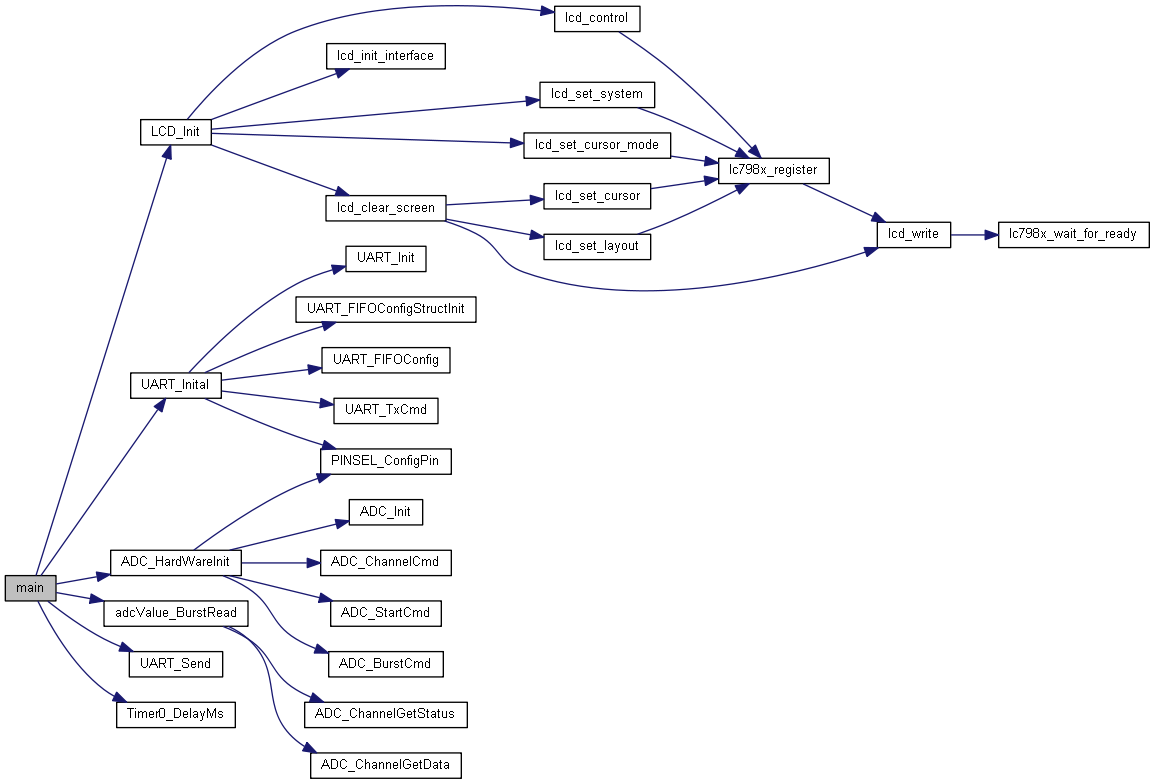 lcd_control
lcd_init_interface
lcd_set_system
LCD_Init
lcd_set_cursor_mode
lc798x_register
lcd_set_cursor
lcd_clear_screen
lcd_write
lc798x_wait_for_ready
lcd_set_layout
UART_Init
UART_FIFOConfigStructInit
UART_FIFOConfig
UART_Inital
UART_TxCmd
PINSEL_ConfigPin
ADC_Init
ADC_HardWareInit
ADC_ChannelCmd
main
adcValue_BurstRead
ADC_StartCmd
UART_Send
ADC_BurstCmd
Timer0_DelayMs
ADC_ChannelGetStatus
ADC_ChannelGetData